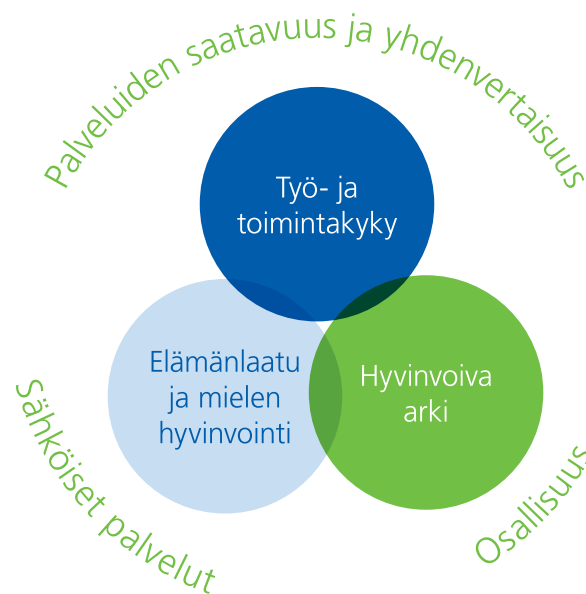 Palveluiden saatavuus ja yhdenvertaisuus
Työ- ja
toimintakyky
Elämänlaatu
ja mielen
hyvinvointi
Hyvinvoiva
arki
Sähköiset palvelut
Osallisuus